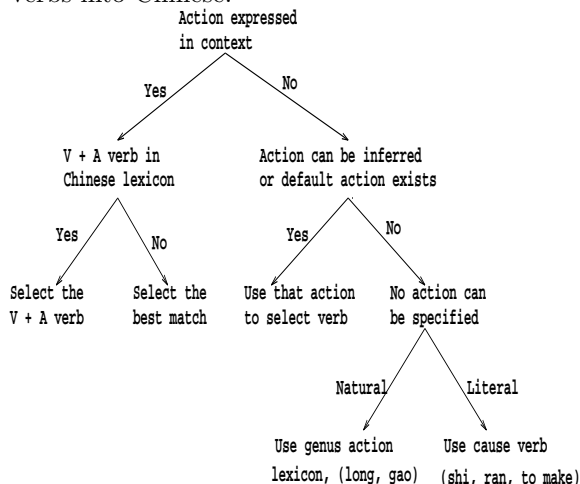 verbs into Chinese.
Action expressed
in context
Yes
No
V + A verb in
Chinese lexicon
Action can be inferred
or default action exists
Yes
No
Yes
No
Select the
V + A verb
Select the
best match
Use that action
to select verb
No action can
be specified
Natural
Literal
Use genus action
lexicon, (long, gao)
Use cause verb
(shi, ran, to make)